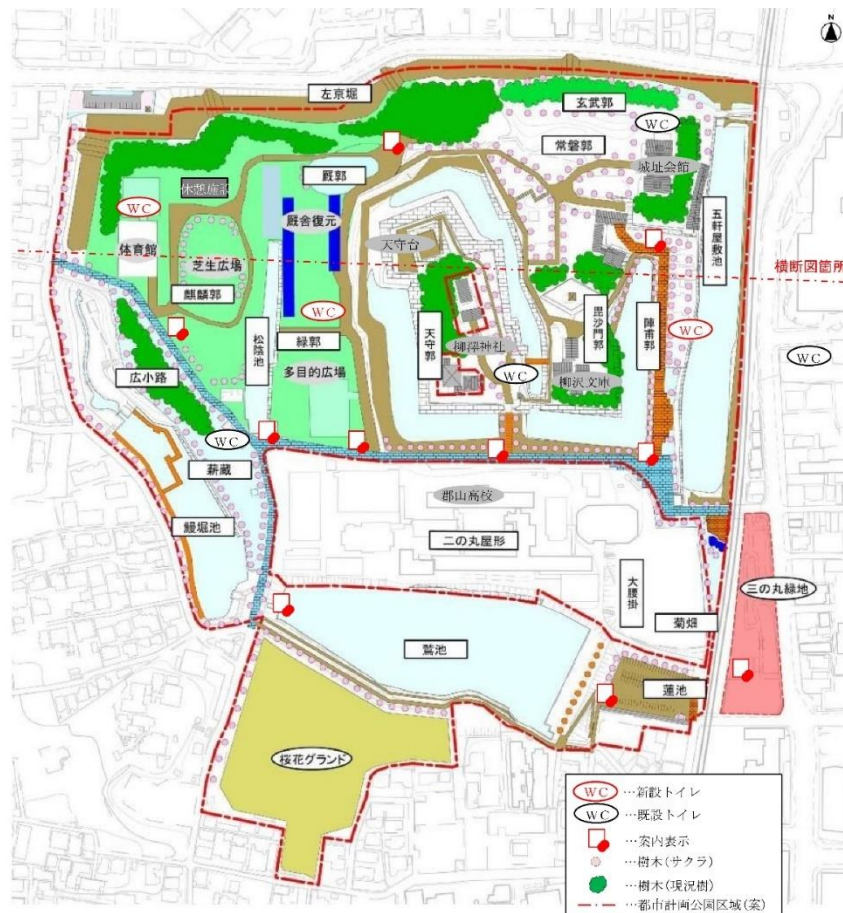 N
左京堀
玄武郭
WC
常磐郭
城址会館
休憩施設
厩郭
WC
厩舎復元
天守台
五軒屋敷池
体育館
芝生広場
横断図箇所
麒麟郭
毘沙門郭
陣甫郭
WC
WC
松陰池
緑郭
天守郭
柳澤神社
WC
WC
広小路
多目的広場
柳沢文庫
WC
薪蔵
鰻堀池
郡山高校
二の丸屋形
大腰掛
三の丸緑地
菊畑
鷺池
蓮池
桜花グランド
WC …新設トイレ
WC …既設トイレ
…案内表示
…樹木(サクラ)
…樹木(現況樹)
…都市計画公園区域(案)